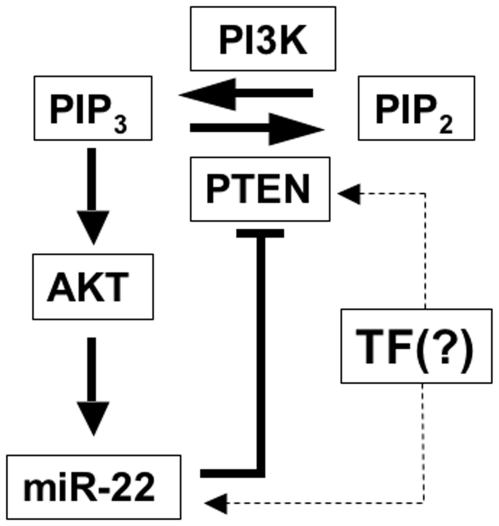 PI3K
PIP₃
PIP₂
PTEN
AKT
TF(?)
miR-22